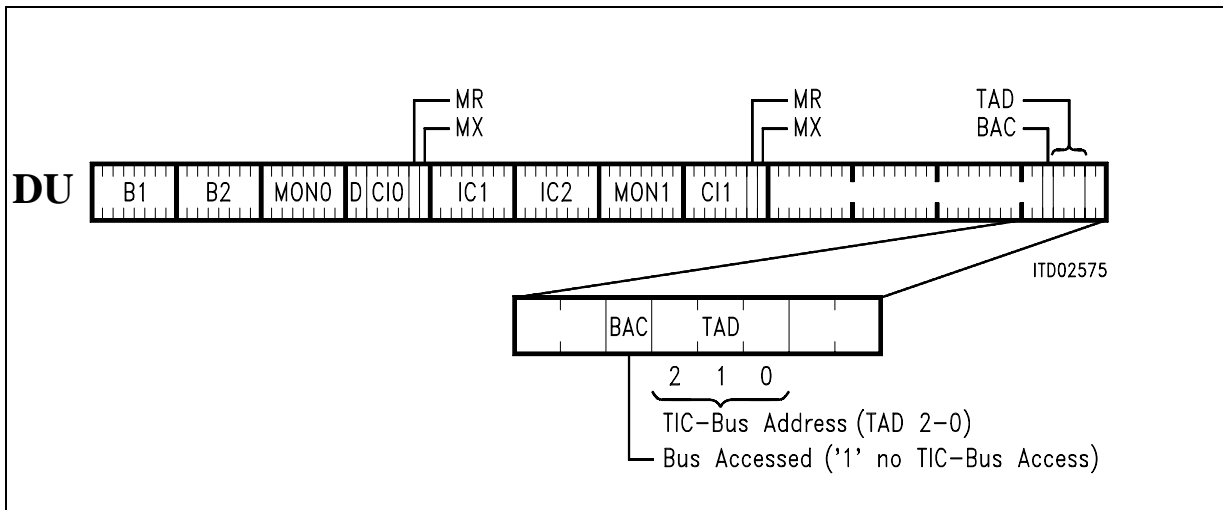 MR MR TAD
MX MX BAC
DU B1 B2 MON0 D CI0 IC1 IC2 MON1 CI1
ITD02575
BAC TAD
2 1 0
TIC-Bus Address (TAD 2-0)
Bus Accessed ('1' no TIC-Bus Access)